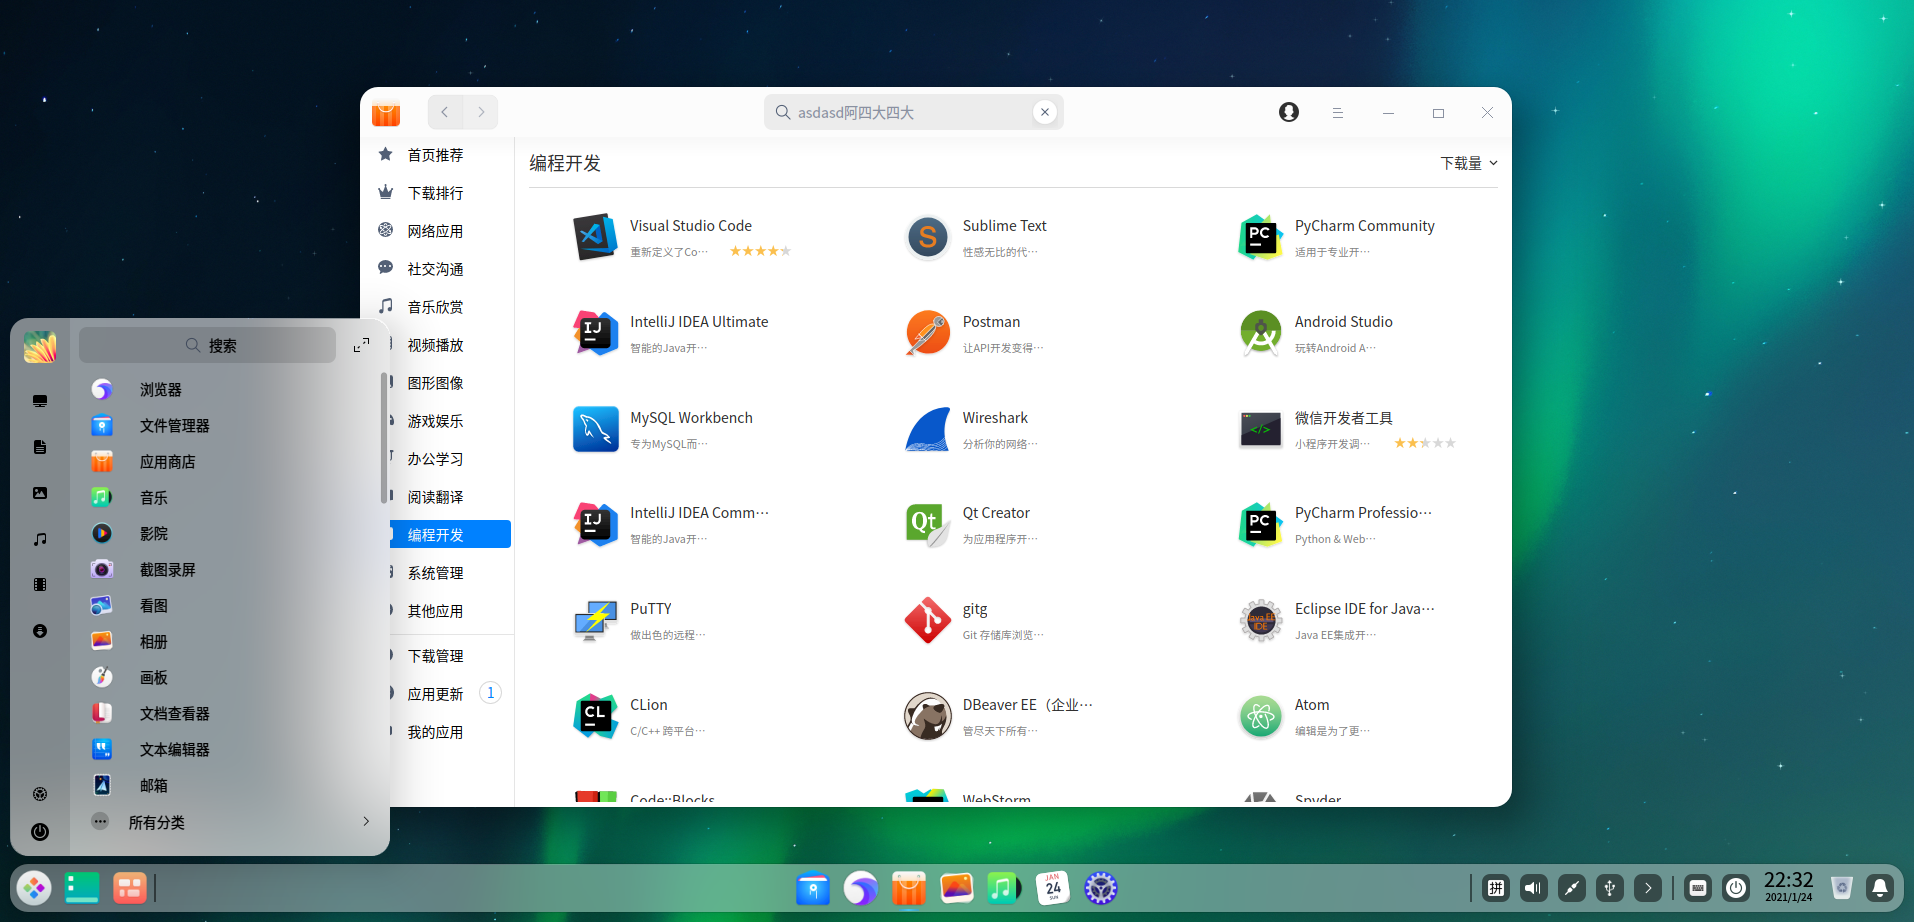 asdasd阿四大四大
首页推荐
下载排行
网络应用
社交沟通
音乐欣赏
视频播放
图形图像
游戏娱乐
办公学习
阅读翻译
编程开发
系统管理
其他应用
下载管理
应用更新 1
我的应用
编程开发
下载量
Visual Studio Code
重新定义了Co···
Sublime Text
性感无比的代···
PyCharm Community
适用于专业开···
IntelliJ IDEA Ultimate
智能的Java开···
Postman
让API开发变得···
Android Studio
玩转Android A···
MySQL Workbench
专为MySQL而···
Wireshark
分析你的网络···
微信开发者工具
小程序开发调···
IntelliJ IDEA Comm···
智能的Java开···
Qt Creator
为应用程序开···
PyCharm Professio···
Python & Web···
PuTTY
做出色的远程···
gitg
Git 存储库浏览···
Eclipse IDE for Java···
Java EE集成开···
CLion
C/C++ 跨平台···
DBeaver EE（企业···
管尽天下所有···
Atom
编辑是为了更···
Code::Blocks
WebStorm
Spyder
PC
IJ
S
</>
IJ
Qt
PC
Java EE
IDE
CL
搜索
浏览器
文件管理器
应用商店
音乐
影院
截图录屏
看图
相册
画板
文档查看器
文本编辑器
邮箱
所有分类
JAN
24
SUN
拼
22:32
2021/1/24